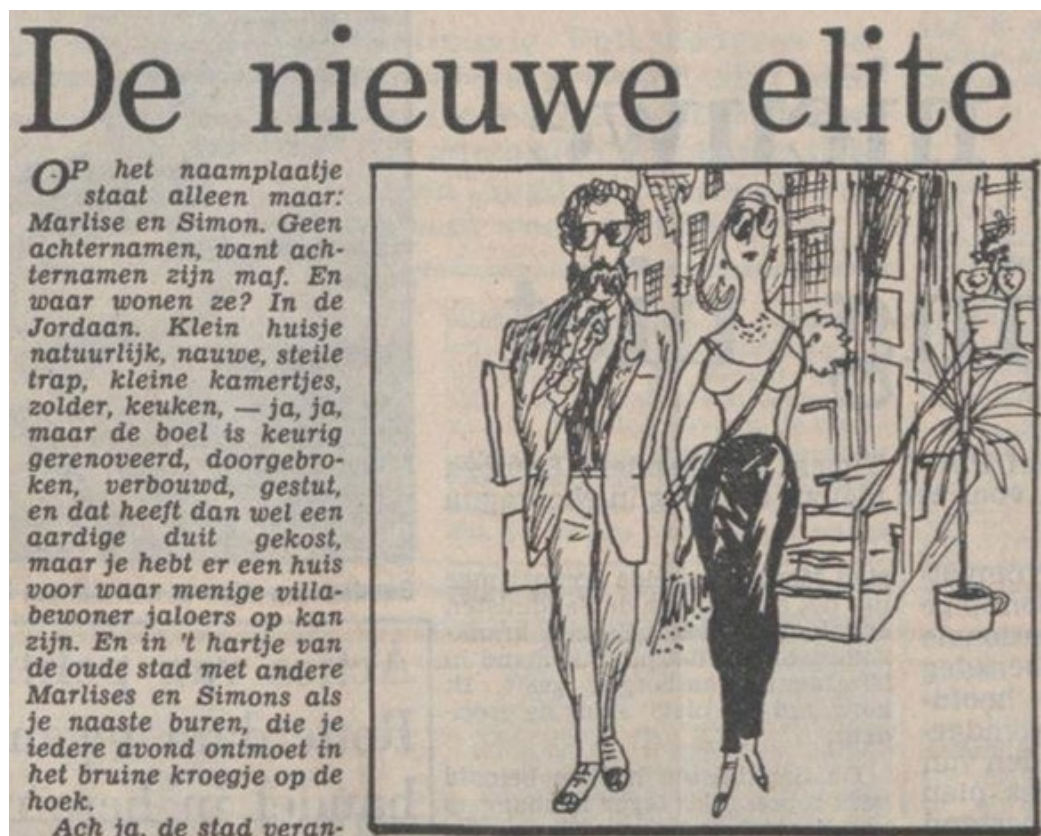 De nieuwe elite
OP het naamplaatje
staat alleen maar:
Marlise en Simon. Geen
achternamen, want ach-
ternamen zijn maf. En
waar wonen ze? In de
Jordaan. Klein huisje
natuurlijk, nauwe, steile
trap, kleine kamertjes,
zolder, keuken, — ja, ja,
maar de boel is keurig
gerenoveerd, doorgebro-
ken, verbouwd, gestut,
en dat heeft dan wel een
aardige duit gekost,
maar je hebt er een huis
voor waar menige villa-
bewoner jaloers op kan
zijn. En in 't hartje van
de oude stad met andere
Marlises en Simons als
je naaste buren, die je
iedere avond ontmoet in
het bruine kroegje op de
hoek.
Ach ja, de stad veran-